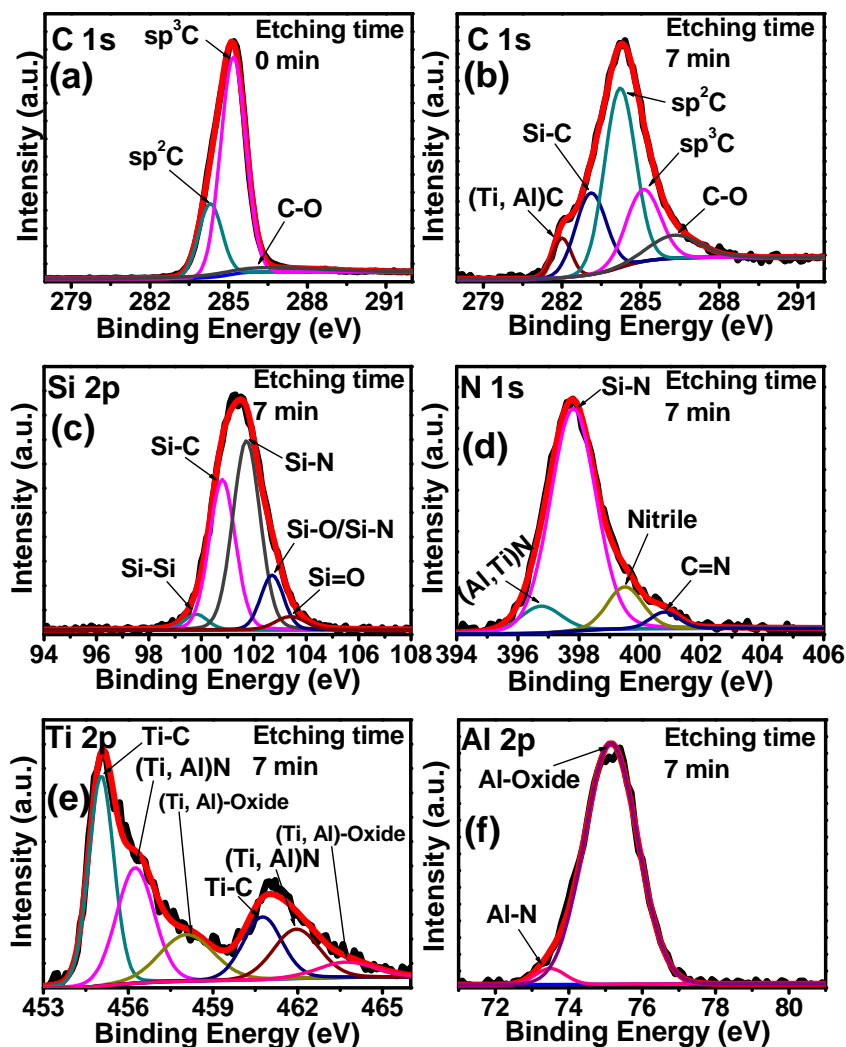 C 1s
Etching time
0 min
(a)
sp³C
sp²C
C-O
Intensity (a.u.)
279 282 285 288 291
Binding Energy (eV)
C 1s
Etching time
7 min
(b)
sp²C
Si-C
sp³C
(Ti, Al)C
C-O
Intensity (a.u.)
279 282 285 288 291
Binding Energy (eV)
Si 2p
Etching time
7 min
(c)
Si-C
Si-N
Si-O/Si-N
Si-Si
Si=O
Intensity (a.u.)
94 96 98 100 102 104 106 108
Binding Energy (eV)
N 1s
Etching time
7 min
Si-N
(d)
Nitrile
(Al,Ti)N
C=N
Intensity (a.u.)
394 396 398 400 402 404 406
Binding Energy (eV)
Ti 2p
Etching time
7 min
Ti-C
(Ti, Al)N
(e)
(Ti, Al)-Oxide
(Ti, Al)-Oxide
(Ti, Al)N
Ti-C
Intensity (a.u.)
453 456 459 462 465
Binding Energy (eV)
Al 2p
Etching time
7 min
Al-Oxide
(f)
Al-N
Intensity (a.u.)
72 74 76 78 80
Binding Energy (eV)